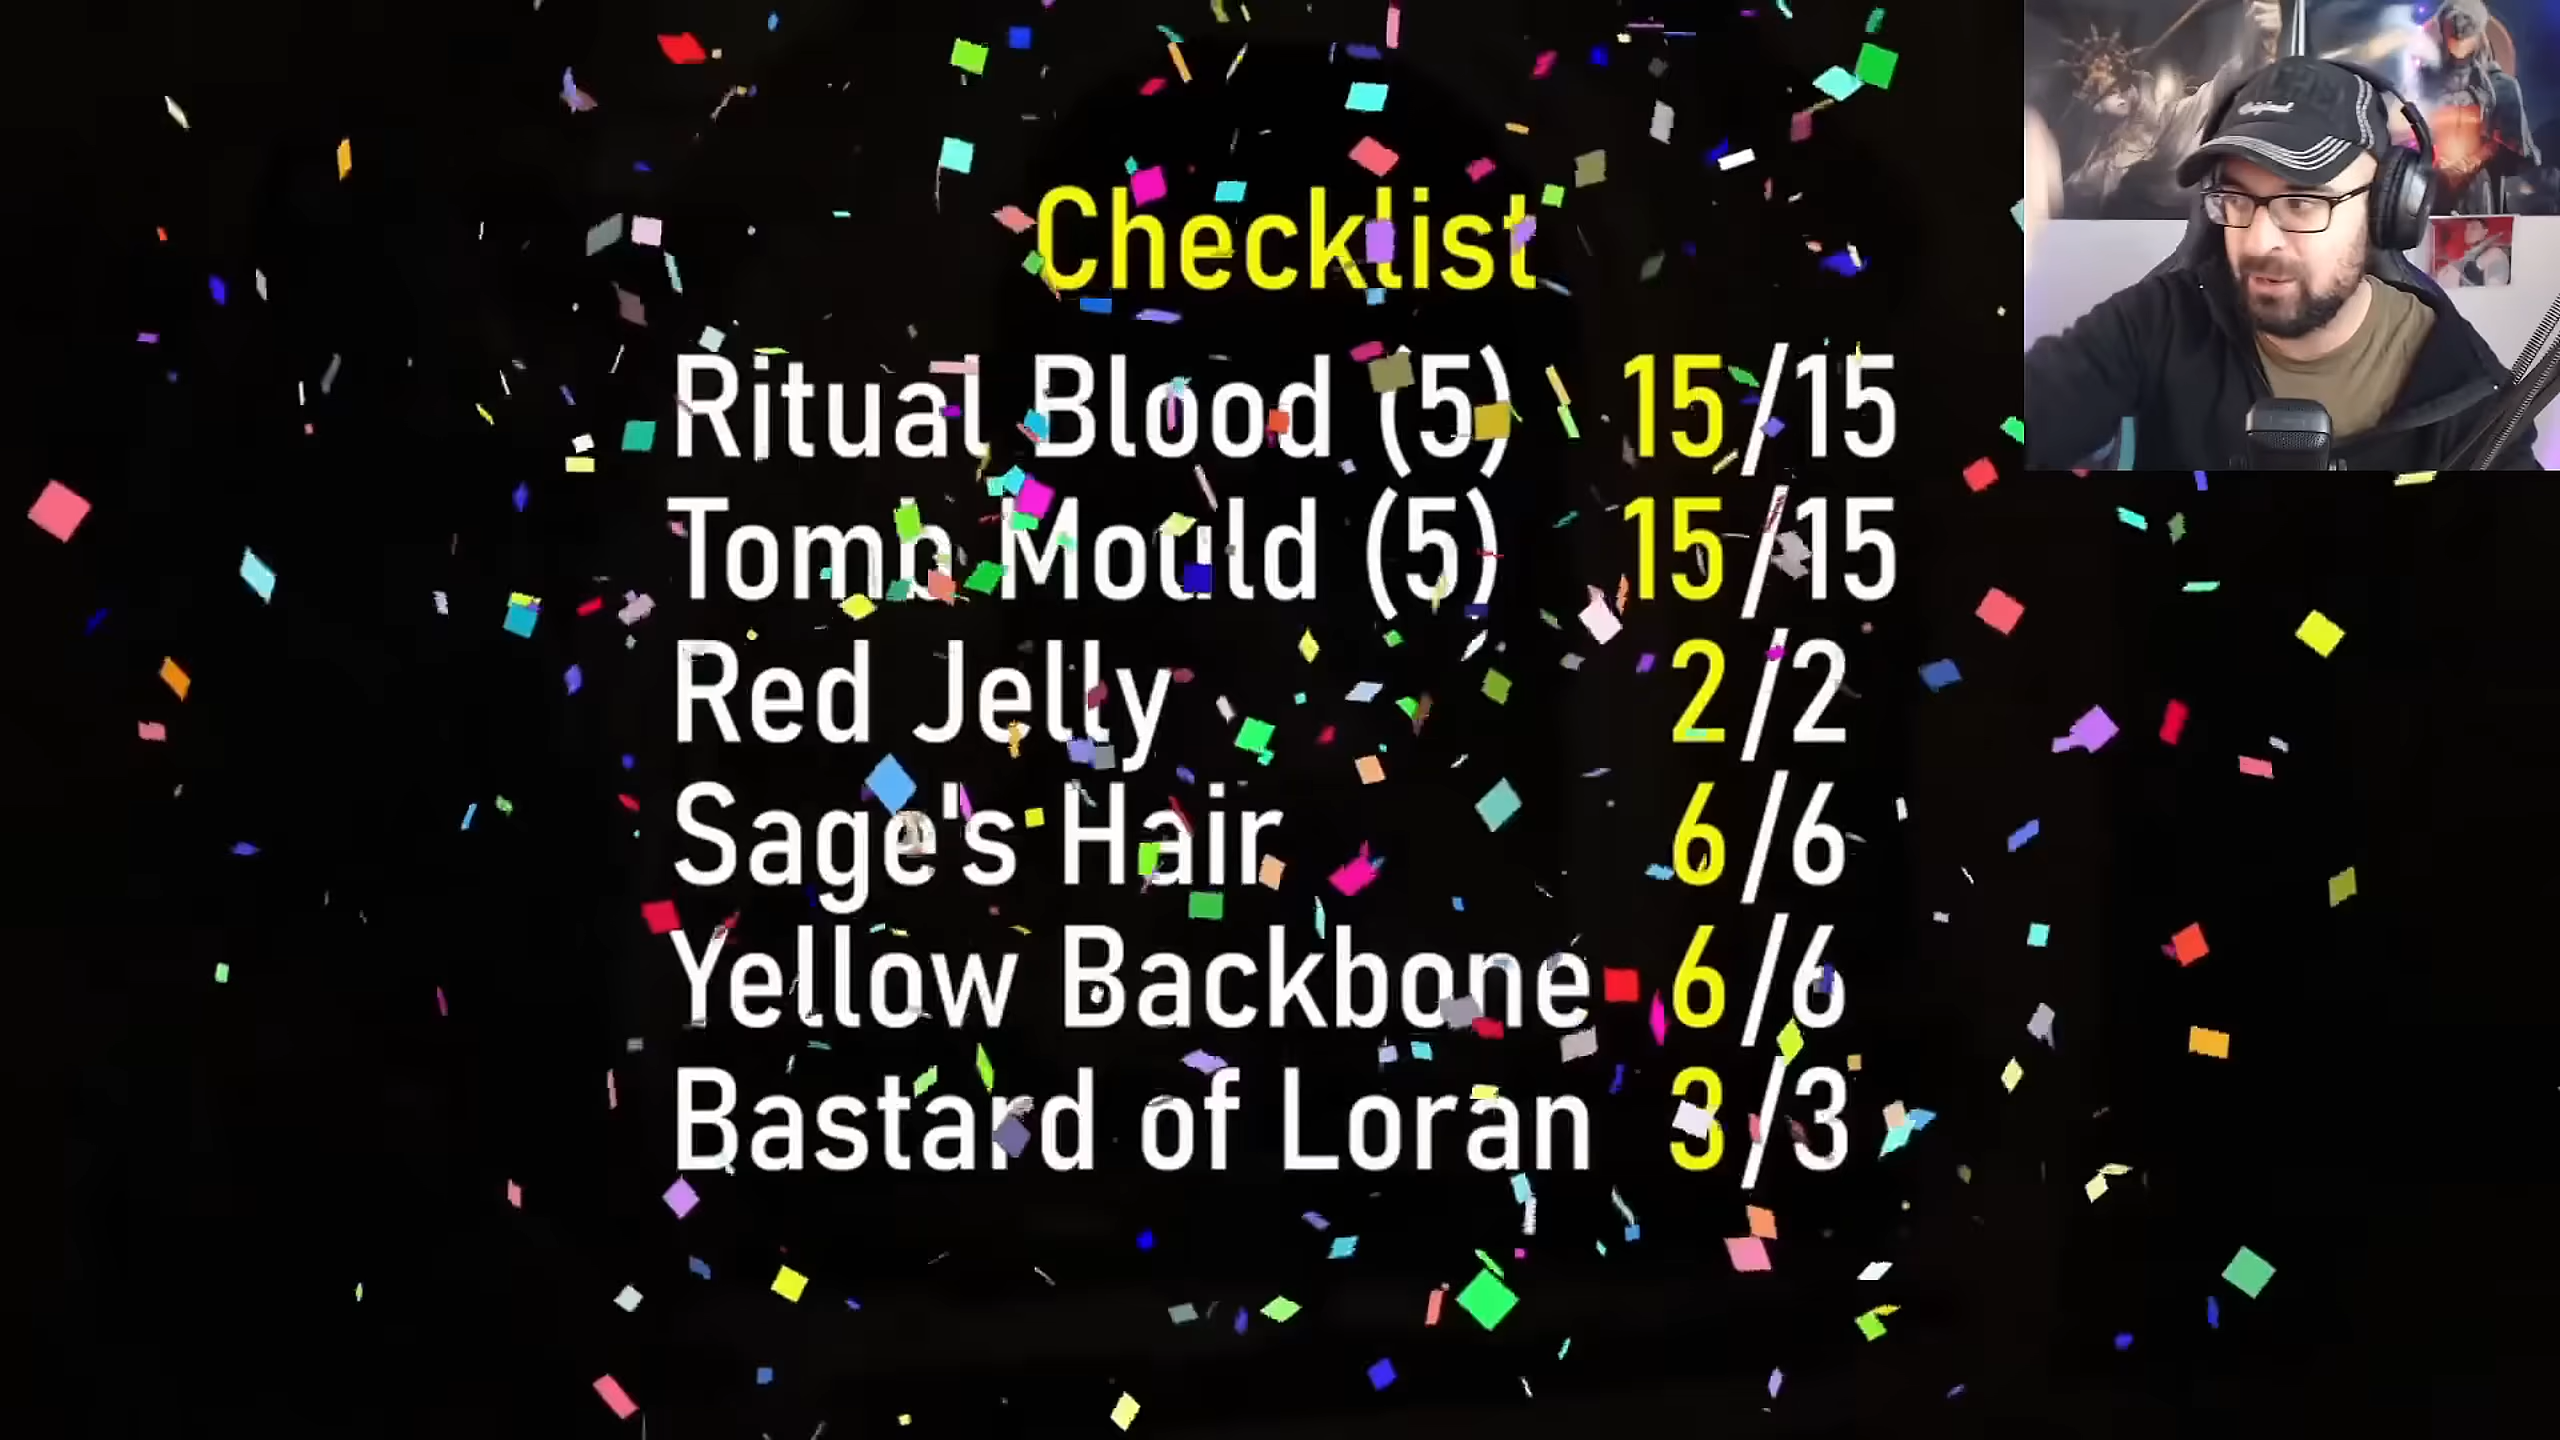 Checklist
Ritual Blood (5) 15/15
Tomb Mould (5) 15/15
Red Jelly 2/2
Sage's Hair 6/6
Yellow Backbone 6/6
Bastard of Loran 3/3